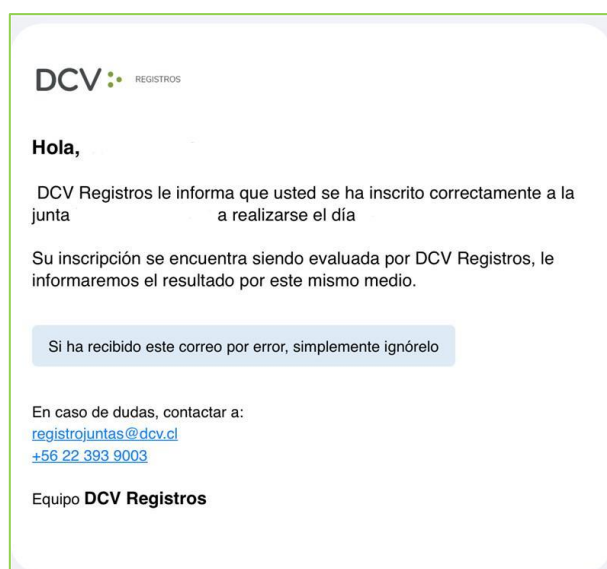 DCV REGISTROS
Hola,
DCV Registros le informa que usted se ha inscrito correctamente a la
junta a realizarse el día
Su inscripción se encuentra siendo evaluada por DCV Registros, le
informaremos el resultado por este mismo medio.
Si ha recibido este correo por error, simplemente ignórelo
En caso de dudas, contactar a:
registrojuntas@dcv.cl
+56 22 393 9003
Equipo DCV Registros